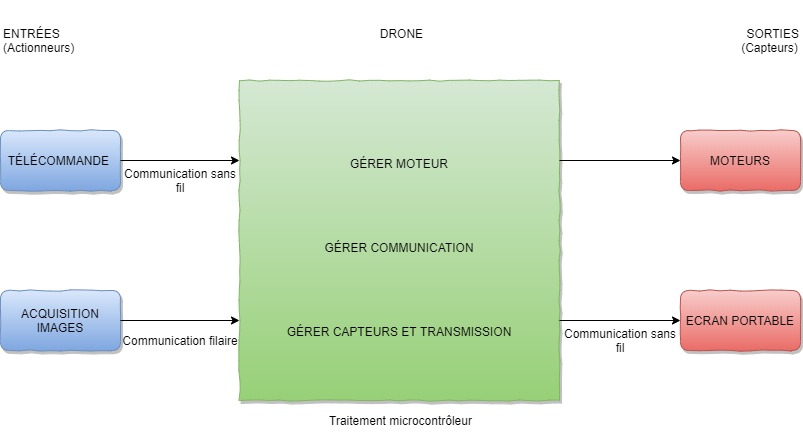 ENTRÉES
(Actionneurs)
DRONE
SORTIES
(Capteurs)
TÉLÉCOMMANDE
Communication sans
fil
GÉRER MOTEUR
MOTEURS
GÉRER COMMUNICATION
ACQUISITION
IMAGES
Communication filaire
GÉRER CAPTEURS ET TRANSMISSION
Communication sans
fil
ECRAN PORTABLE
Traitement microcontrôleur